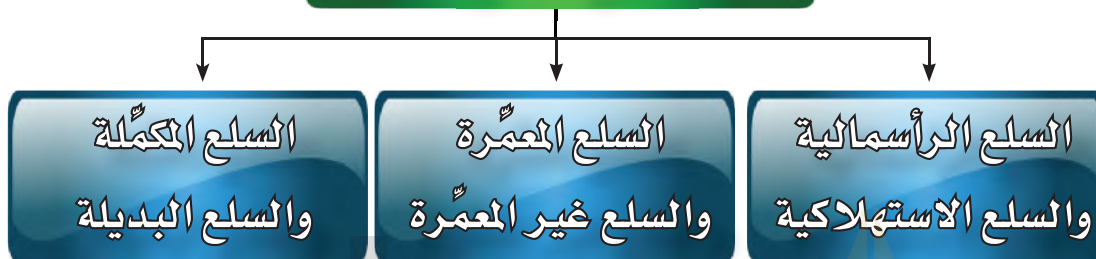 السلع الرأسمالية
والسلع الاستهلاكية
السلع المعمِّرة
والسلع غير المعمِّرة
السلع المكمِّلة
والسلع البديلة